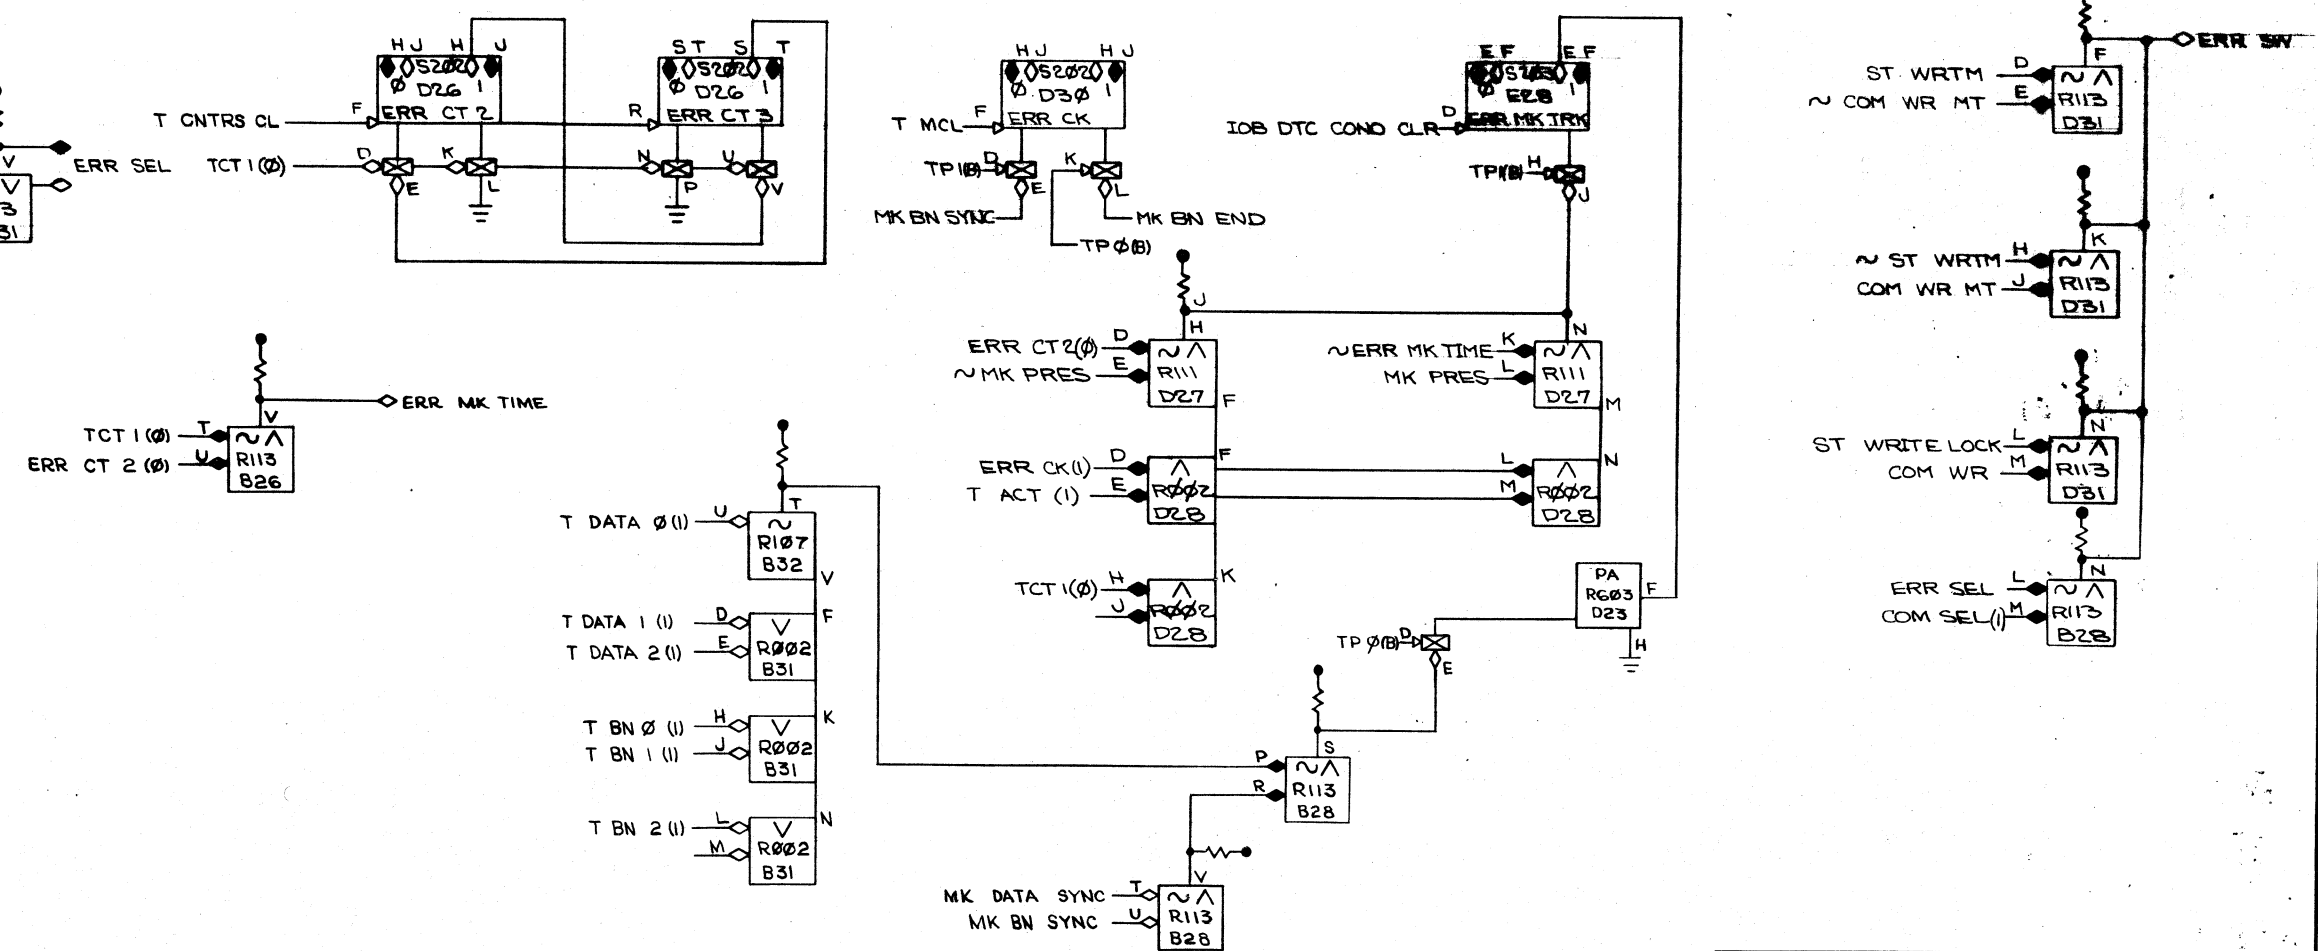 H J H J
S202
Ø D26 1
ERR CT 2
T CNTRS CL F
ERR SEL
TCT 1(Ø) D
K
E
L
V
V
3
31
S T S T
S202
Ø D26 1
ERR CT 3
R
N
U
P
V
H J H J
S202
Ø D3Ø 1
ERR CK
T MCL F
TP1(B) D
K
E
L
MK BN SYNC
MK BN END
TP Ø(B)
E F E F
S203
Ø E28 1
ERR MK TRK
IOB DTC COND CLR D
TP1(B) H
J
ERR SW
F
ST WRTM D
~ COM WR MT E
~ ∧
R113
D31
K
~ ST WRTM H
COM WR MT J
~ ∧
R113
D31
N
ST WRITE LOCK L
COM WR M
~ ∧
R113
D31
N
ERR SEL L
COM SEL(1) M
~ ∧
R113
B28
ERR MK TIME
V
TCT 1(Ø) T
ERR CT 2 (Ø) U
~ ∧
R113
B26
T
T DATA Ø(1) U
~
R1Ø7
B32
V
T DATA 1 (1) D
T DATA 2(1) E
∨
RØØ2
B31
F
T BN Ø (1) H
T BN 1 (1) J
∨
RØØ2
B31
K
T BN 2(1) L
M
∨
RØØ2
B31
N
J
H
ERR CT2(Ø) D
~MK PRES E
~ ∧
R111
D27
F
ERR CK(1) D
T ACT (1) E
∧
RØØ2
D28
F
TCT 1(Ø) H
J
∧
RØØ2
D28
K
N
~ERR MK TIME K
MK PRES L
~ ∧
R111
D27
M
L
M
∧
RØØ2
D28
N
PA
R6Ø3
D23
F
H
TP Ø(B) D
E
S
P
R
~ ∧
R113
B28
V
MK DATA SYNC T
MK BN SYNC U
~ ∧
R113
B28